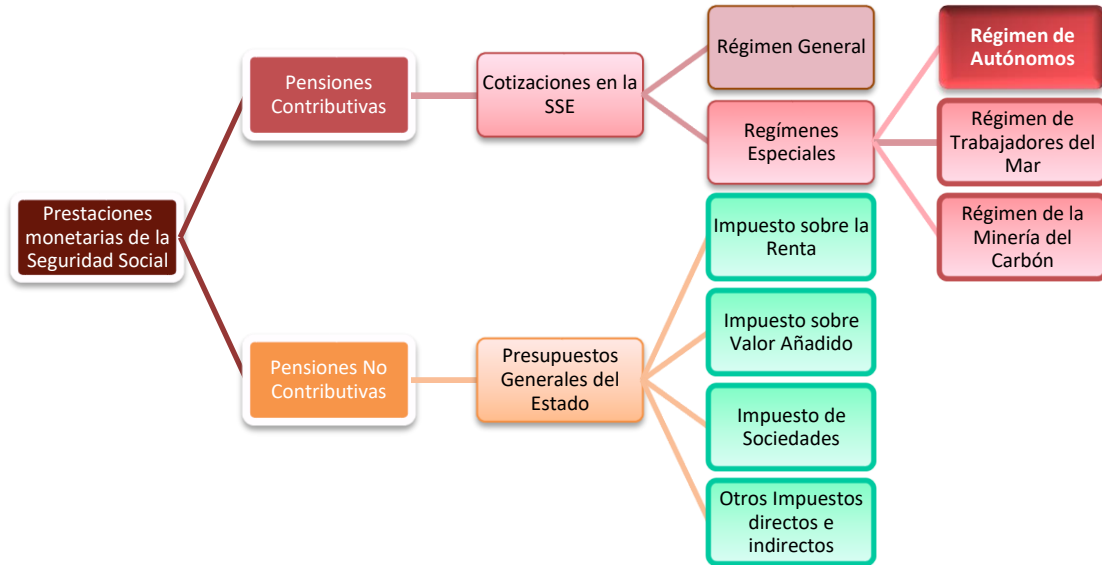 Prestaciones
monetarias de la
Seguridad Social
Pensiones
Contributivas
Cotizaciones en la
SSE
Régimen General
Regímenes
Especiales
Régimen de
Autónomos
Régimen de
Trabajadores del
Mar
Régimen de la
Minería del
Carbón
Pensiones No
Contributivas
Presupuestos
Generales del
Estado
Impuesto sobre la
Renta
Impuesto sobre
Valor Añadido
Impuesto de
Sociedades
Otros Impuestos
directos e
indirectos